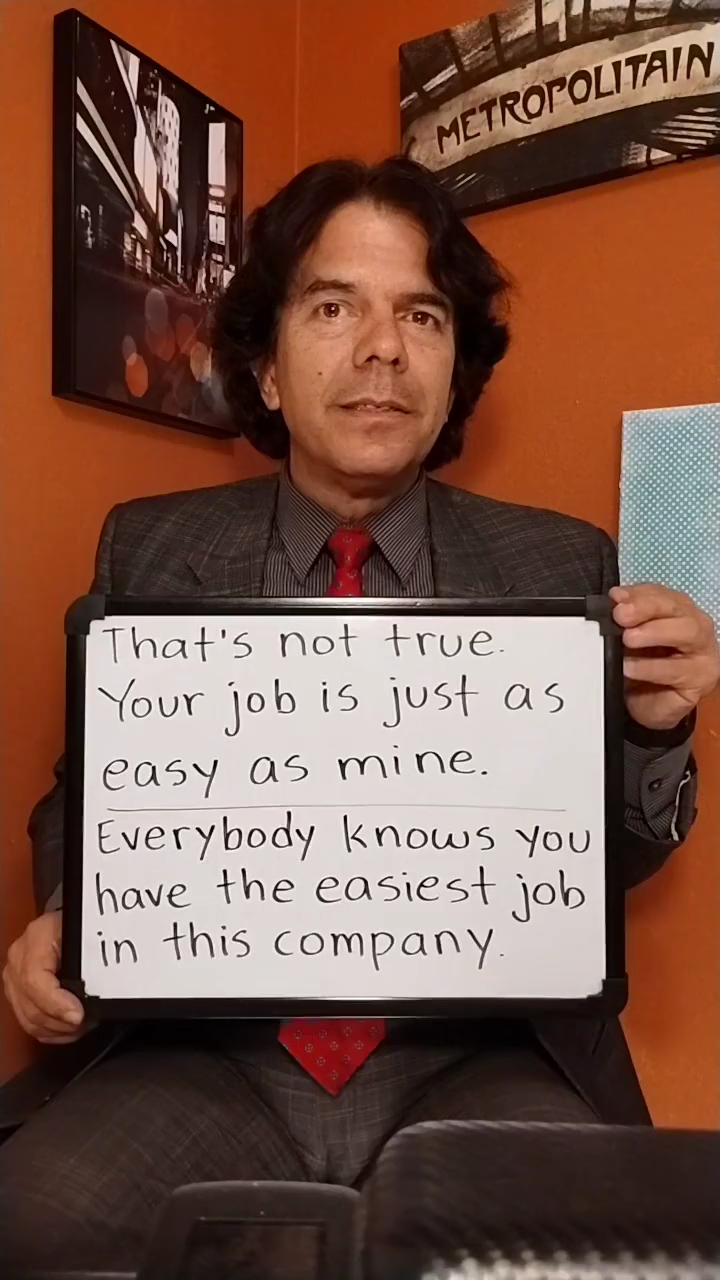 METROPOLITAIN
That's not true.
Your job is just as
easy as mine.
Everybody knows you
have the easiest job
in this company.